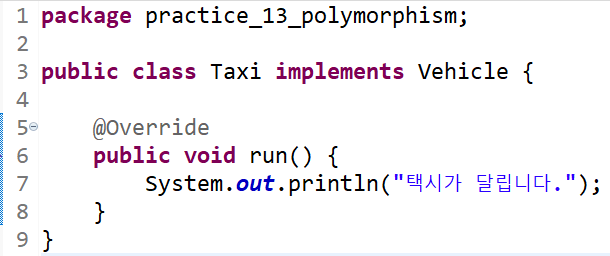 1 package practice_13_polymorphism;
2
3 public class Taxi implements Vehicle {
4
5 @Override
6 public void run() {
7 System.out.println("택시가 달립니다.");
8 }
9 }